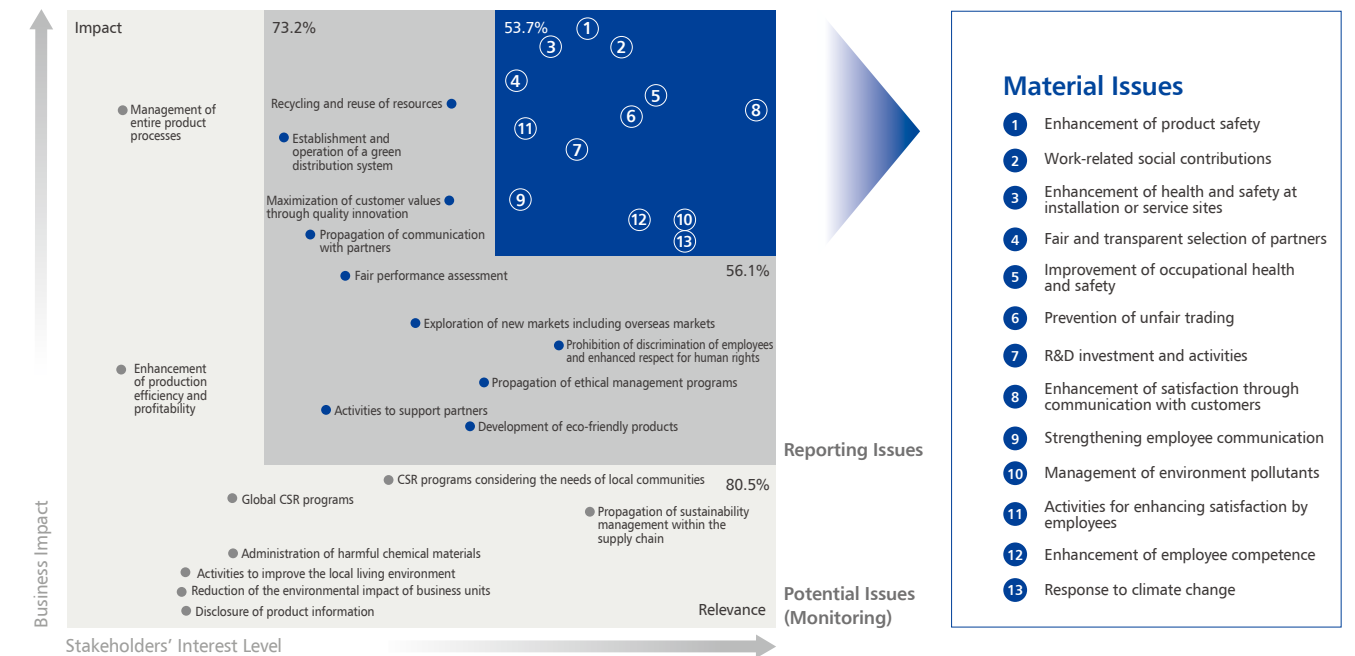 Impact
73.2%
53.7%
1
2
3
4
5
6
7
8
9
10
11
12
13
Management of
entire product
processes
Recycling and reuse of resources
Establishment and
operation of a green
distribution system
Maximization of customer values
through quality innovation
Propagation of communication
with partners
Fair performance assessment
56.1%
Exploration of new markets including overseas markets
Prohibition of discrimination of employees
and enhanced respect for human rights
Enhancement
of production
efficiency and
profitability
Propagation of ethical management programs
Activities to support partners
Development of eco-friendly products
Reporting Issues
CSR programs considering the needs of local communities
80.5%
Global CSR programs
Propagation of sustainability
management within the
supply chain
Administration of harmful chemical materials
Activities to improve the local living environment
Reduction of the environmental impact of business units
Disclosure of product information
Relevance
Potential Issues
(Monitoring)
Business Impact
Stakeholders’ Interest Level
Material Issues
1 Enhancement of product safety
2 Work-related social contributions
3 Enhancement of health and safety at
installation or service sites
4 Fair and transparent selection of partners
5 Improvement of occupational health
and safety
6 Prevention of unfair trading
7 R&D investment and activities
8 Enhancement of satisfaction through
communication with customers
9 Strengthening employee communication
10 Management of environment pollutants
11 Activities for enhancing satisfaction by
employees
12 Enhancement of employee competence
13 Response to climate change